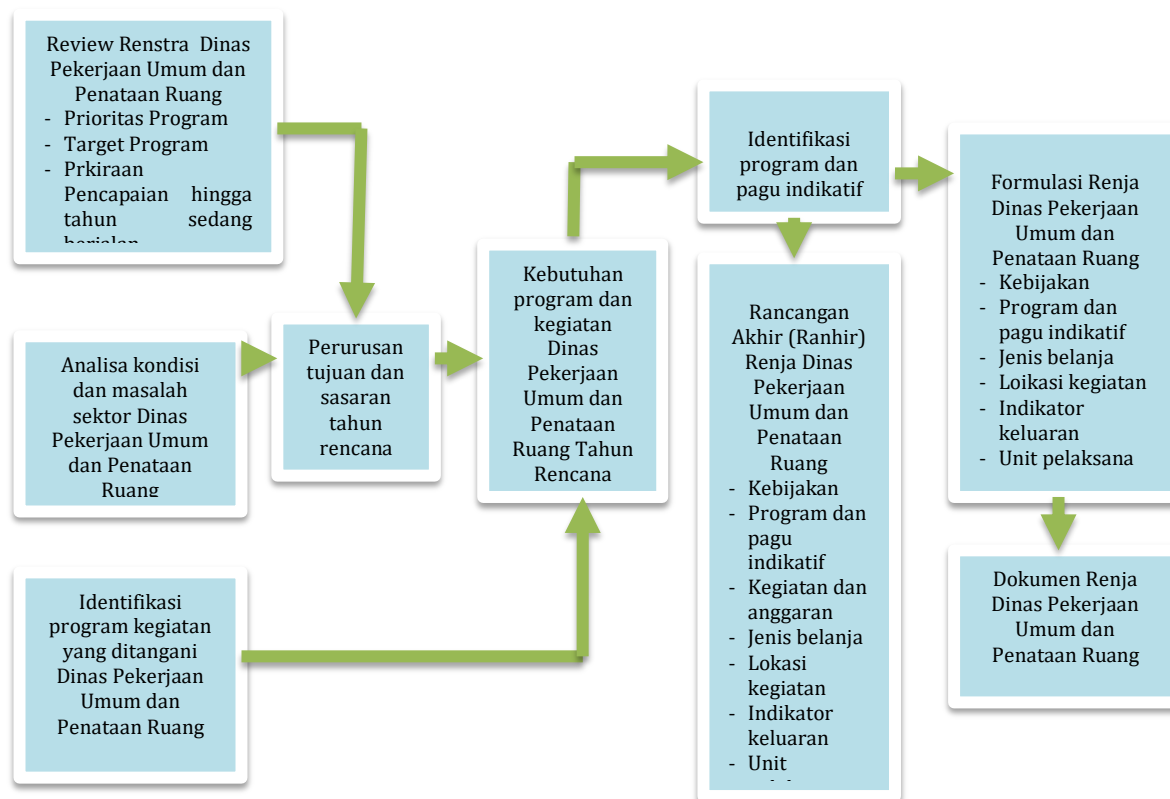 Review Renstra Dinas
Pekerjaan Umum dan
Penataan Ruang
- Prioritas Program
- Target Program
- Prkiraan
Pencapaian hingga
tahun sedang
Analisa kondisi
dan masalah
sektor Dinas
Pekerjaan Umum
dan Penataan
Ruang
Identifikasi
program kegiatan
yang ditangani
Dinas Pekerjaan
Umum dan
Penataan Ruang
Perurusan
tujuan dan
sasaran
tahun
rencana
Kebutuhan
program dan
kegiatan
Dinas
Pekerjaan
Umum dan
Penataan
Ruang Tahun
Rencana
Identifikasi
program dan
pagu indikatif
Rancangan
Akhir (Ranhir)
Renja Dinas
Pekerjaan
Umum dan
Penataan
Ruang
- Kebijakan
- Program dan
pagu
indikatif
- Kegiatan dan
anggaran
- Jenis belanja
- Lokasi
kegiatan
- Indikator
keluaran
- Unit
Formulasi Renja
Dinas Pekerjaan
Umum dan
Penataan Ruang
- Kebijakan
- Program dan
pagu indikatif
- Jenis belanja
- Loikasi kegiatan
- Indikator
keluaran
- Unit pelaksana
Dokumen Renja
Dinas Pekerjaan
Umum dan
Penataan Ruang